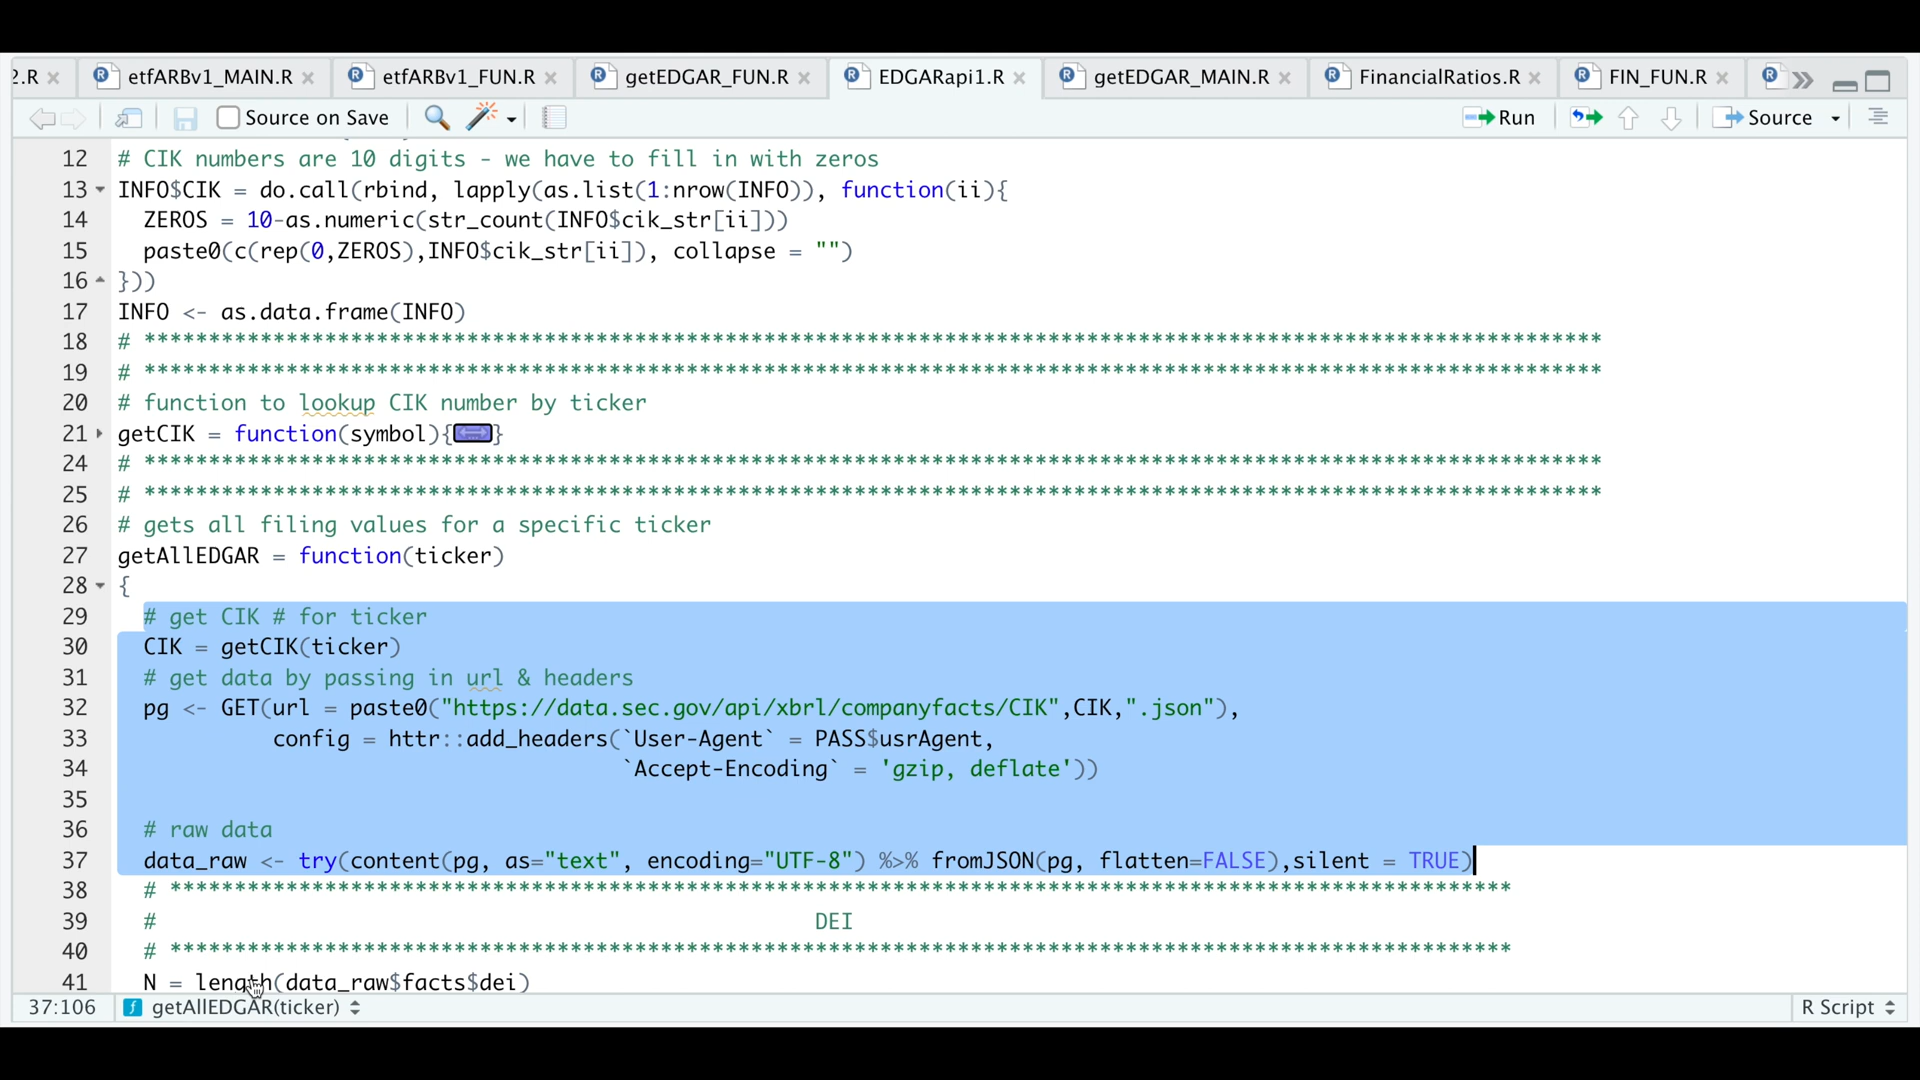 2.R
etfARBv1_MAIN.R
etfARBv1_FUN.R
getEDGAR_FUN.R
EDGARapi1.R
getEDGAR_MAIN.R
FinancialRatios.R
FIN_FUN.R
Source on Save
Run
Source
12 # CIK numbers are 10 digits - we have to fill in with zeros
13 INFO$CIK = do.call(rbind, lapply(as.list(1:nrow(INFO)), function(ii){
14   ZEROS = 10-as.numeric(str_count(INFO$cik_str[ii]))
15   paste0(c(rep(0,ZEROS),INFO$cik_str[ii]), collapse = "")
16 }))
17 INFO <- as.data.frame(INFO)
18 # *****************************************************************************************************************
19 # *****************************************************************************************************************
20 # function to lookup CIK number by ticker
21 getCIK = function(symbol){}
24 # *****************************************************************************************************************
25 # *****************************************************************************************************************
26 # gets all filing values for a specific ticker
27 getAllEDGAR = function(ticker)
28 {
29   # get CIK # for ticker
30   CIK = getCIK(ticker)
31   # get data by passing in url & headers
32   pg <- GET(url = paste0("https://data.sec.gov/api/xbrl/companyfacts/CIK",CIK,".json"),
33             config = httr::add_headers(`User-Agent` = PASS$usrAgent,
34                                        `Accept-Encoding` = 'gzip, deflate'))
35
36   # raw data
37   data_raw <- try(content(pg, as="text", encoding="UTF-8") %>% fromJSON(pg, flatten=FALSE),silent = TRUE)
38   # ********************************************************************************************************
39   #                                                   DEI
40   # ********************************************************************************************************
41   N = length(data_raw$facts$dei)
37:106 getAllEDGAR(ticker) R Script